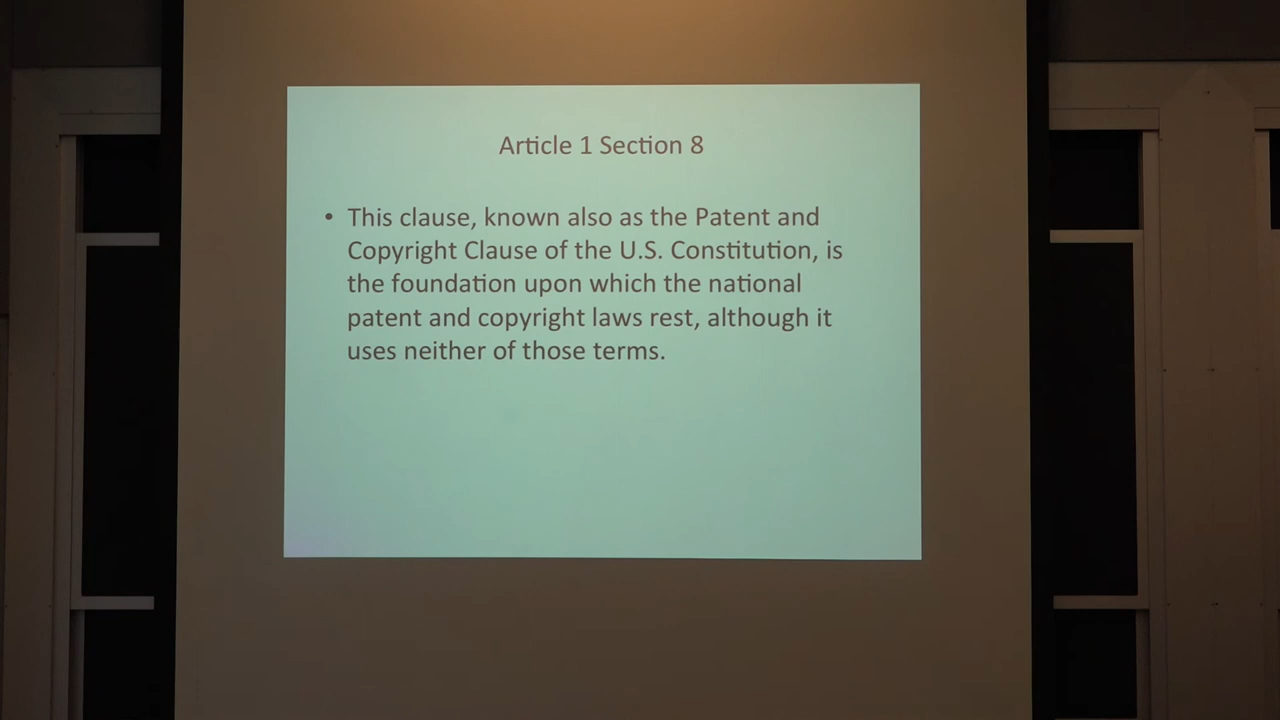 Article 1 Section 8
• This clause, known also as the Patent and
Copyright Clause of the U.S. Constitution, is
the foundation upon which the national
patent and copyright laws rest, although it
uses neither of those terms.